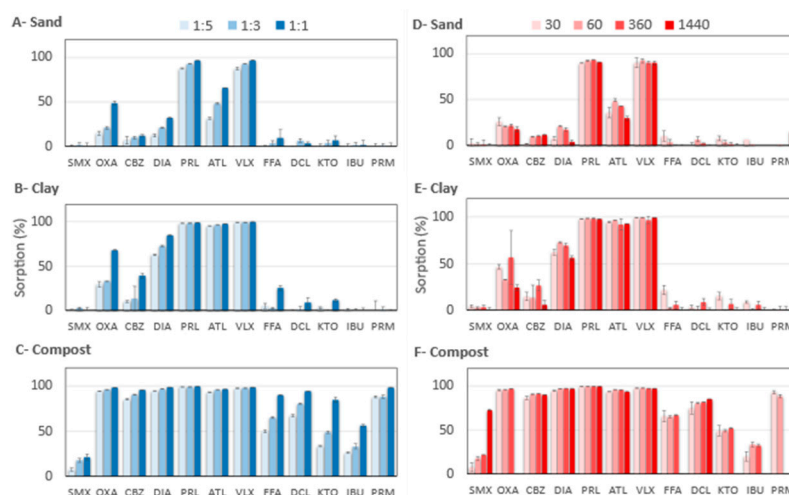 A- Sand 1:5 1:3 1:1
100
50
0
SMX OXA CBZ DIA PRL ATL VLX FFA DCL KTO IBU PRM
B- Clay
Sorption (%)
100
50
0
SMX OXA CBZ DIA PRL ATL VLX FFA DCL KTO IBU PRM
C- Compost
100
50
0
SMX OXA CBZ DIA PRL ATL VLX FFA DCL KTO IBU PRM
D- Sand 30 60 360 1440
100
50
0
SMX OXA CBZ DIA PRL ATL VLX FFA DCL KTO IBU PRM
E- Clay
Sorption (%)
100
50
0
SMX OXA CBZ DIA PRL ATL VLX FFA DCL KTO IBU PRM
F- Compost
100
50
0
SMX OXA CBZ DIA PRL ATL VLX FFA DCL KTO IBU PRM